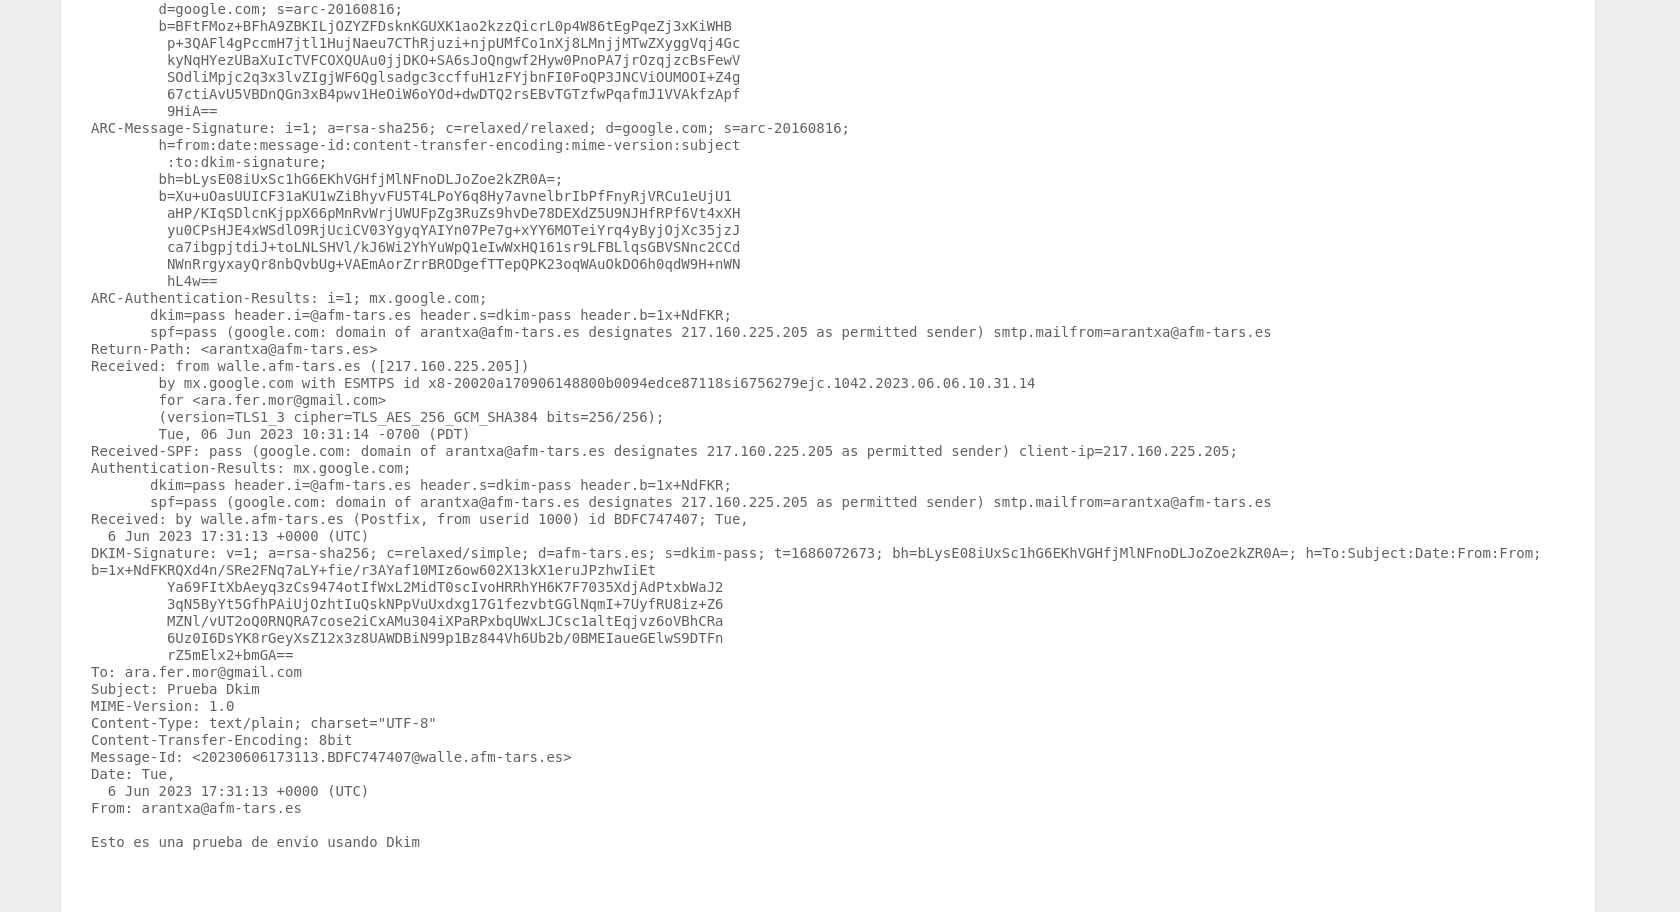 d=google.com; s=arc-20160816;
b=BFtFMoz+BFhA9ZBKILjOZYZFDsknKGUXK1ao2kzzQicrL0p4W86tEgPqeZj3xKiWHB
p+3QAFl4gPccmH7jtl1HujNaeu7CThRjuzi+njpUMfCo1nXj8LMnjjMTwZXyggVqj4Gc
kyNqHYezUBaXuIcTVFCOXQUAu0jjDKO+SA6sJoQngwf2Hyw0PnoPA7jrOzqjzcBsFewV
SOdliMpjc2q3x3lvZIgjWF6Qglsadgc3ccffuH1zFYjbnFI0FoQP3JNCViOUMOOI+Z4g
67ctiAvU5VBDnQGn3xB4pwv1HeOiW6oYOd+dwDTQ2rsEBvTGTzfwPqafmJ1VVAkfzApf
9HiA==
ARC-Message-Signature: i=1; a=rsa-sha256; c=relaxed/relaxed; d=google.com; s=arc-20160816;
h=from:date:message-id:content-transfer-encoding:mime-version:subject
:to:dkim-signature;
bh=bLysE08iUxSc1hG6EKhVGHfjMlNFnoDLJoZoe2kZR0A=;
b=Xu+uOasUUICF31aKU1wZiBhyvFU5T4LPoY6q8Hy7avnelbrIbPfFnyRjVRCu1eUjU1
aHP/KIqSDlcnKjppX66pMnRvWrjUWUFpZg3RuZs9hvDe78DEXdZ5U9NJHfRPf6Vt4xXH
yu0CPsHJE4xWSdlO9RjUciCV03YgyqYAIYn07Pe7g+xYY6MOTeiYrq4yByjOjXc35jzJ
ca7ibgpjtdiJ+toLNLSHVl/kJ6Wi2YhYuWpQ1eIwWxHQ161sr9LFBLlqsGBVSNnc2CCd
NWnRrgyxayQr8nbQvbUg+VAEmAorZrrBRODgefTTepQPK23oqWAuOkDO6h0qdW9H+nWN
hL4w==
ARC-Authentication-Results: i=1; mx.google.com;
dkim=pass header.i=@afm-tars.es header.s=dkim-pass header.b=1x+NdFKR;
spf=pass (google.com: domain of arantxa@afm-tars.es designates 217.160.225.205 as permitted sender) smtp.mailfrom=arantxa@afm-tars.es
Return-Path: <arantxa@afm-tars.es>
Received: from walle.afm-tars.es ([217.160.225.205])
by mx.google.com with ESMTPS id x8-20020a170906148800b0094edce87118si6756279ejc.1042.2023.06.06.10.31.14
for <ara.fer.mor@gmail.com>
(version=TLS1_3 cipher=TLS_AES_256_GCM_SHA384 bits=256/256);
Tue, 06 Jun 2023 10:31:14 -0700 (PDT)
Received-SPF: pass (google.com: domain of arantxa@afm-tars.es designates 217.160.225.205 as permitted sender) client-ip=217.160.225.205;
Authentication-Results: mx.google.com;
dkim=pass header.i=@afm-tars.es header.s=dkim-pass header.b=1x+NdFKR;
spf=pass (google.com: domain of arantxa@afm-tars.es designates 217.160.225.205 as permitted sender) smtp.mailfrom=arantxa@afm-tars.es
Received: by walle.afm-tars.es (Postfix, from userid 1000) id BDFC747407; Tue,
6 Jun 2023 17:31:13 +0000 (UTC)
DKIM-Signature: v=1; a=rsa-sha256; c=relaxed/simple; d=afm-tars.es; s=dkim-pass; t=1686072673; bh=bLysE08iUxSc1hG6EKhVGHfjMlNFnoDLJoZoe2kZR0A=; h=To:Subject:Date:From:From;
b=1x+NdFKRQXd4n/SRe2FNq7aLY+fie/r3AYaf10MIz6ow602X13kX1eruJPzhwIiEt
Ya69FItXbAeyq3zCs9474otIfWxL2MidT0scIvoHRRhYH6K7F7035XdjAdPtxbWaJ2
3qN5ByYt5GfhPAiUjOzhtIuQskNPpVuUxdxg17G1fezvbtGGlNqmI+7UyfRU8iz+Z6
MZNl/vUT2oQ0RNQRA7cose2iCxAMu304iXPaRPxbqUWxLJCsc1altEqjvz6oVBhCRa
6Uz0I6DsYK8rGeyXsZ12x3z8UAWDBiN99p1Bz844Vh6Ub2b/0BMEIaueGElwS9DTFn
rZ5mElx2+bmGA==
To: ara.fer.mor@gmail.com
Subject: Prueba Dkim
MIME-Version: 1.0
Content-Type: text/plain; charset="UTF-8"
Content-Transfer-Encoding: 8bit
Message-Id: <20230606173113.BDFC747407@walle.afm-tars.es>
Date: Tue,
6 Jun 2023 17:31:13 +0000 (UTC)
From: arantxa@afm-tars.es
Esto es una prueba de envío usando Dkim